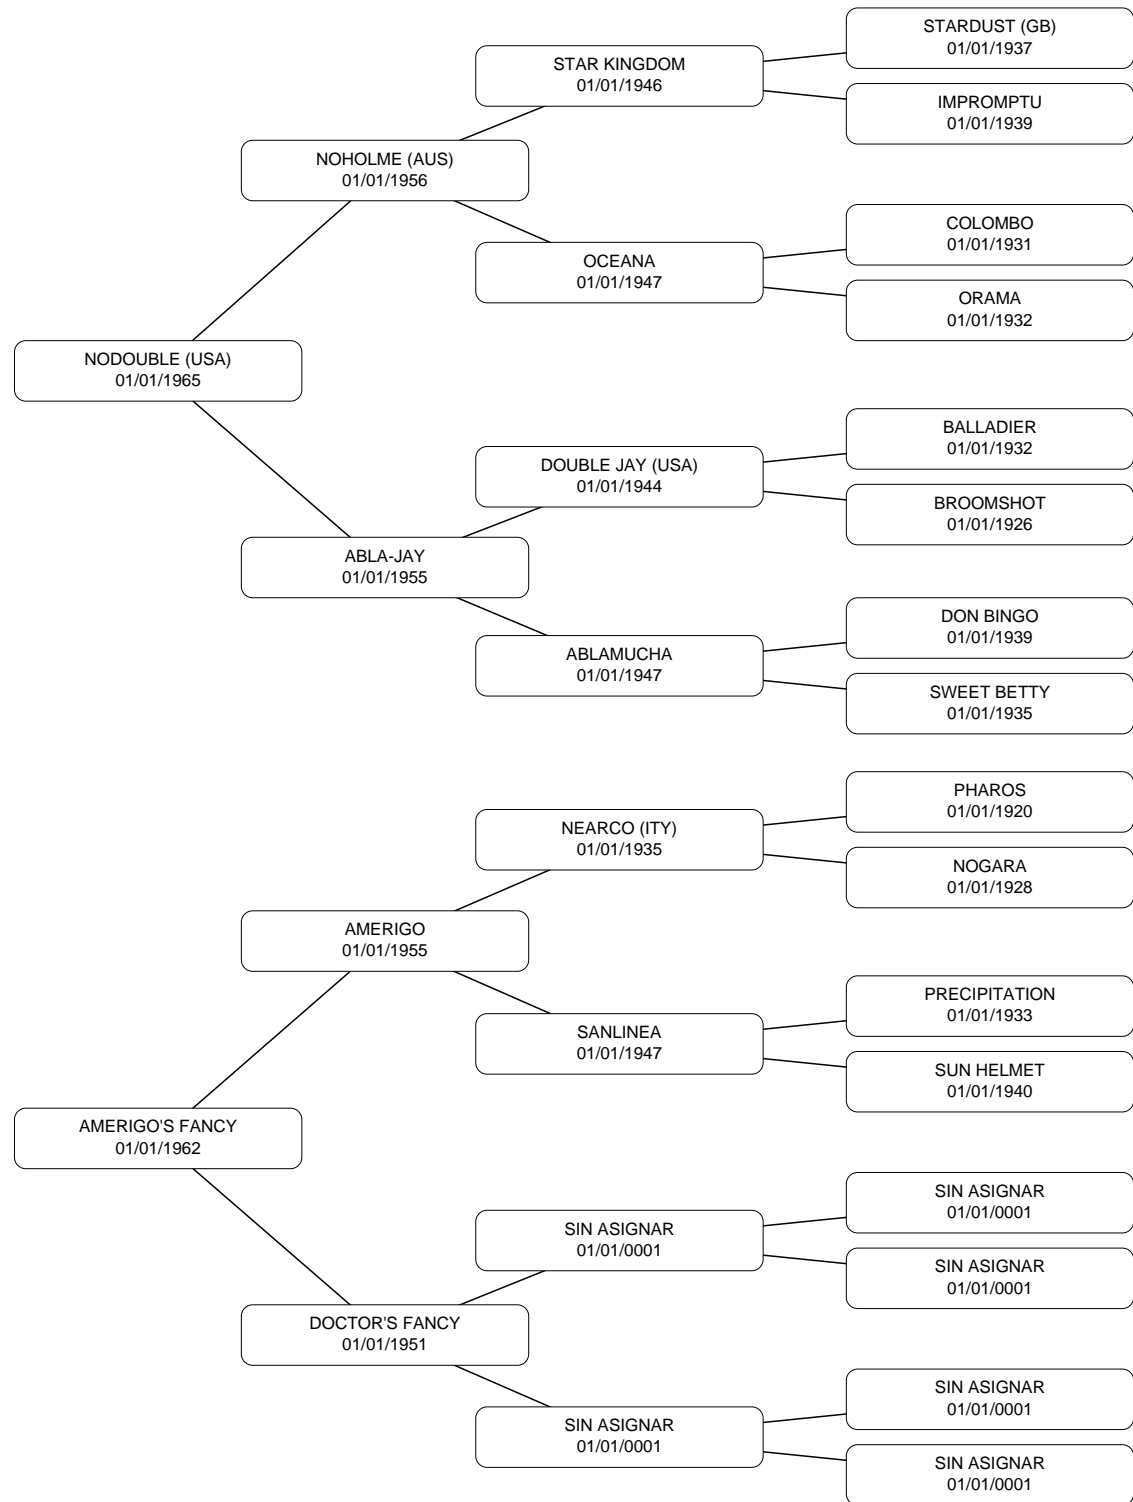 STARDUST (GB)
01/01/1937
STAR KINGDOM
01/01/1946
IMPROMPTU
01/01/1939
NOHOLME (AUS)
01/01/1956
COLOMBO
01/01/1931
OCEANA
01/01/1947
ORAMA
01/01/1932
NODOUBLE (USA)
01/01/1965
BALLADIER
01/01/1932
DOUBLE JAY (USA)
01/01/1944
BROOMSHOT
01/01/1926
ABLA-JAY
01/01/1955
DON BINGO
01/01/1939
ABLAMUCHA
01/01/1947
SWEET BETTY
01/01/1935
PHAROS
01/01/1920
NEARCO (ITY)
01/01/1935
NOGARA
01/01/1928
AMERIGO
01/01/1955
PRECIPITATION
01/01/1933
SANLINEA
01/01/1947
SUN HELMET
01/01/1940
AMERIGO'S FANCY
01/01/1962
SIN ASIGNAR
01/01/0001
SIN ASIGNAR
01/01/0001
SIN ASIGNAR
01/01/0001
DOCTOR'S FANCY
01/01/1951
SIN ASIGNAR
01/01/0001
SIN ASIGNAR
01/01/0001
SIN ASIGNAR
01/01/0001